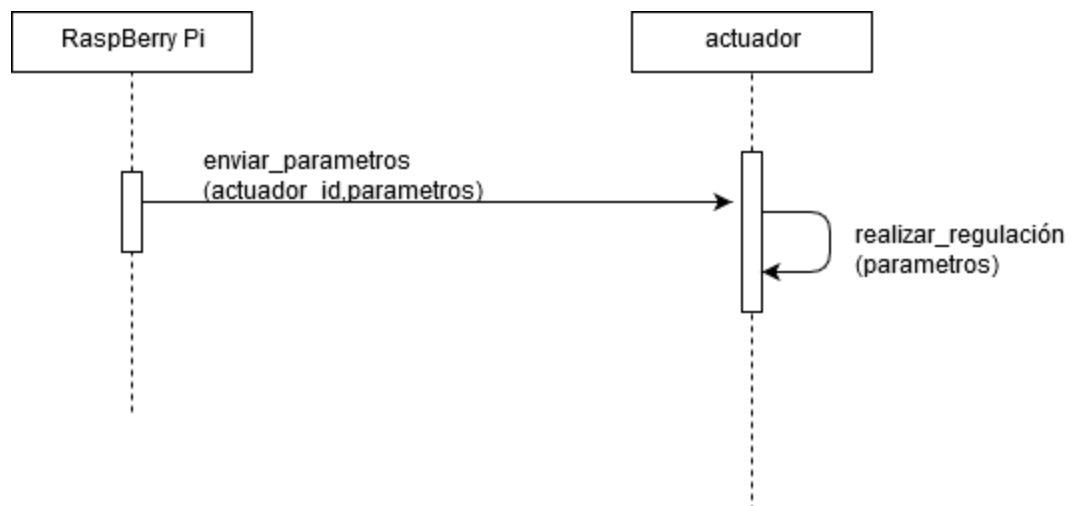 RaspBerry Pi
actuador
enviar_parametros
(actuador_id,parametros)
realizar_regulación
(parametros)